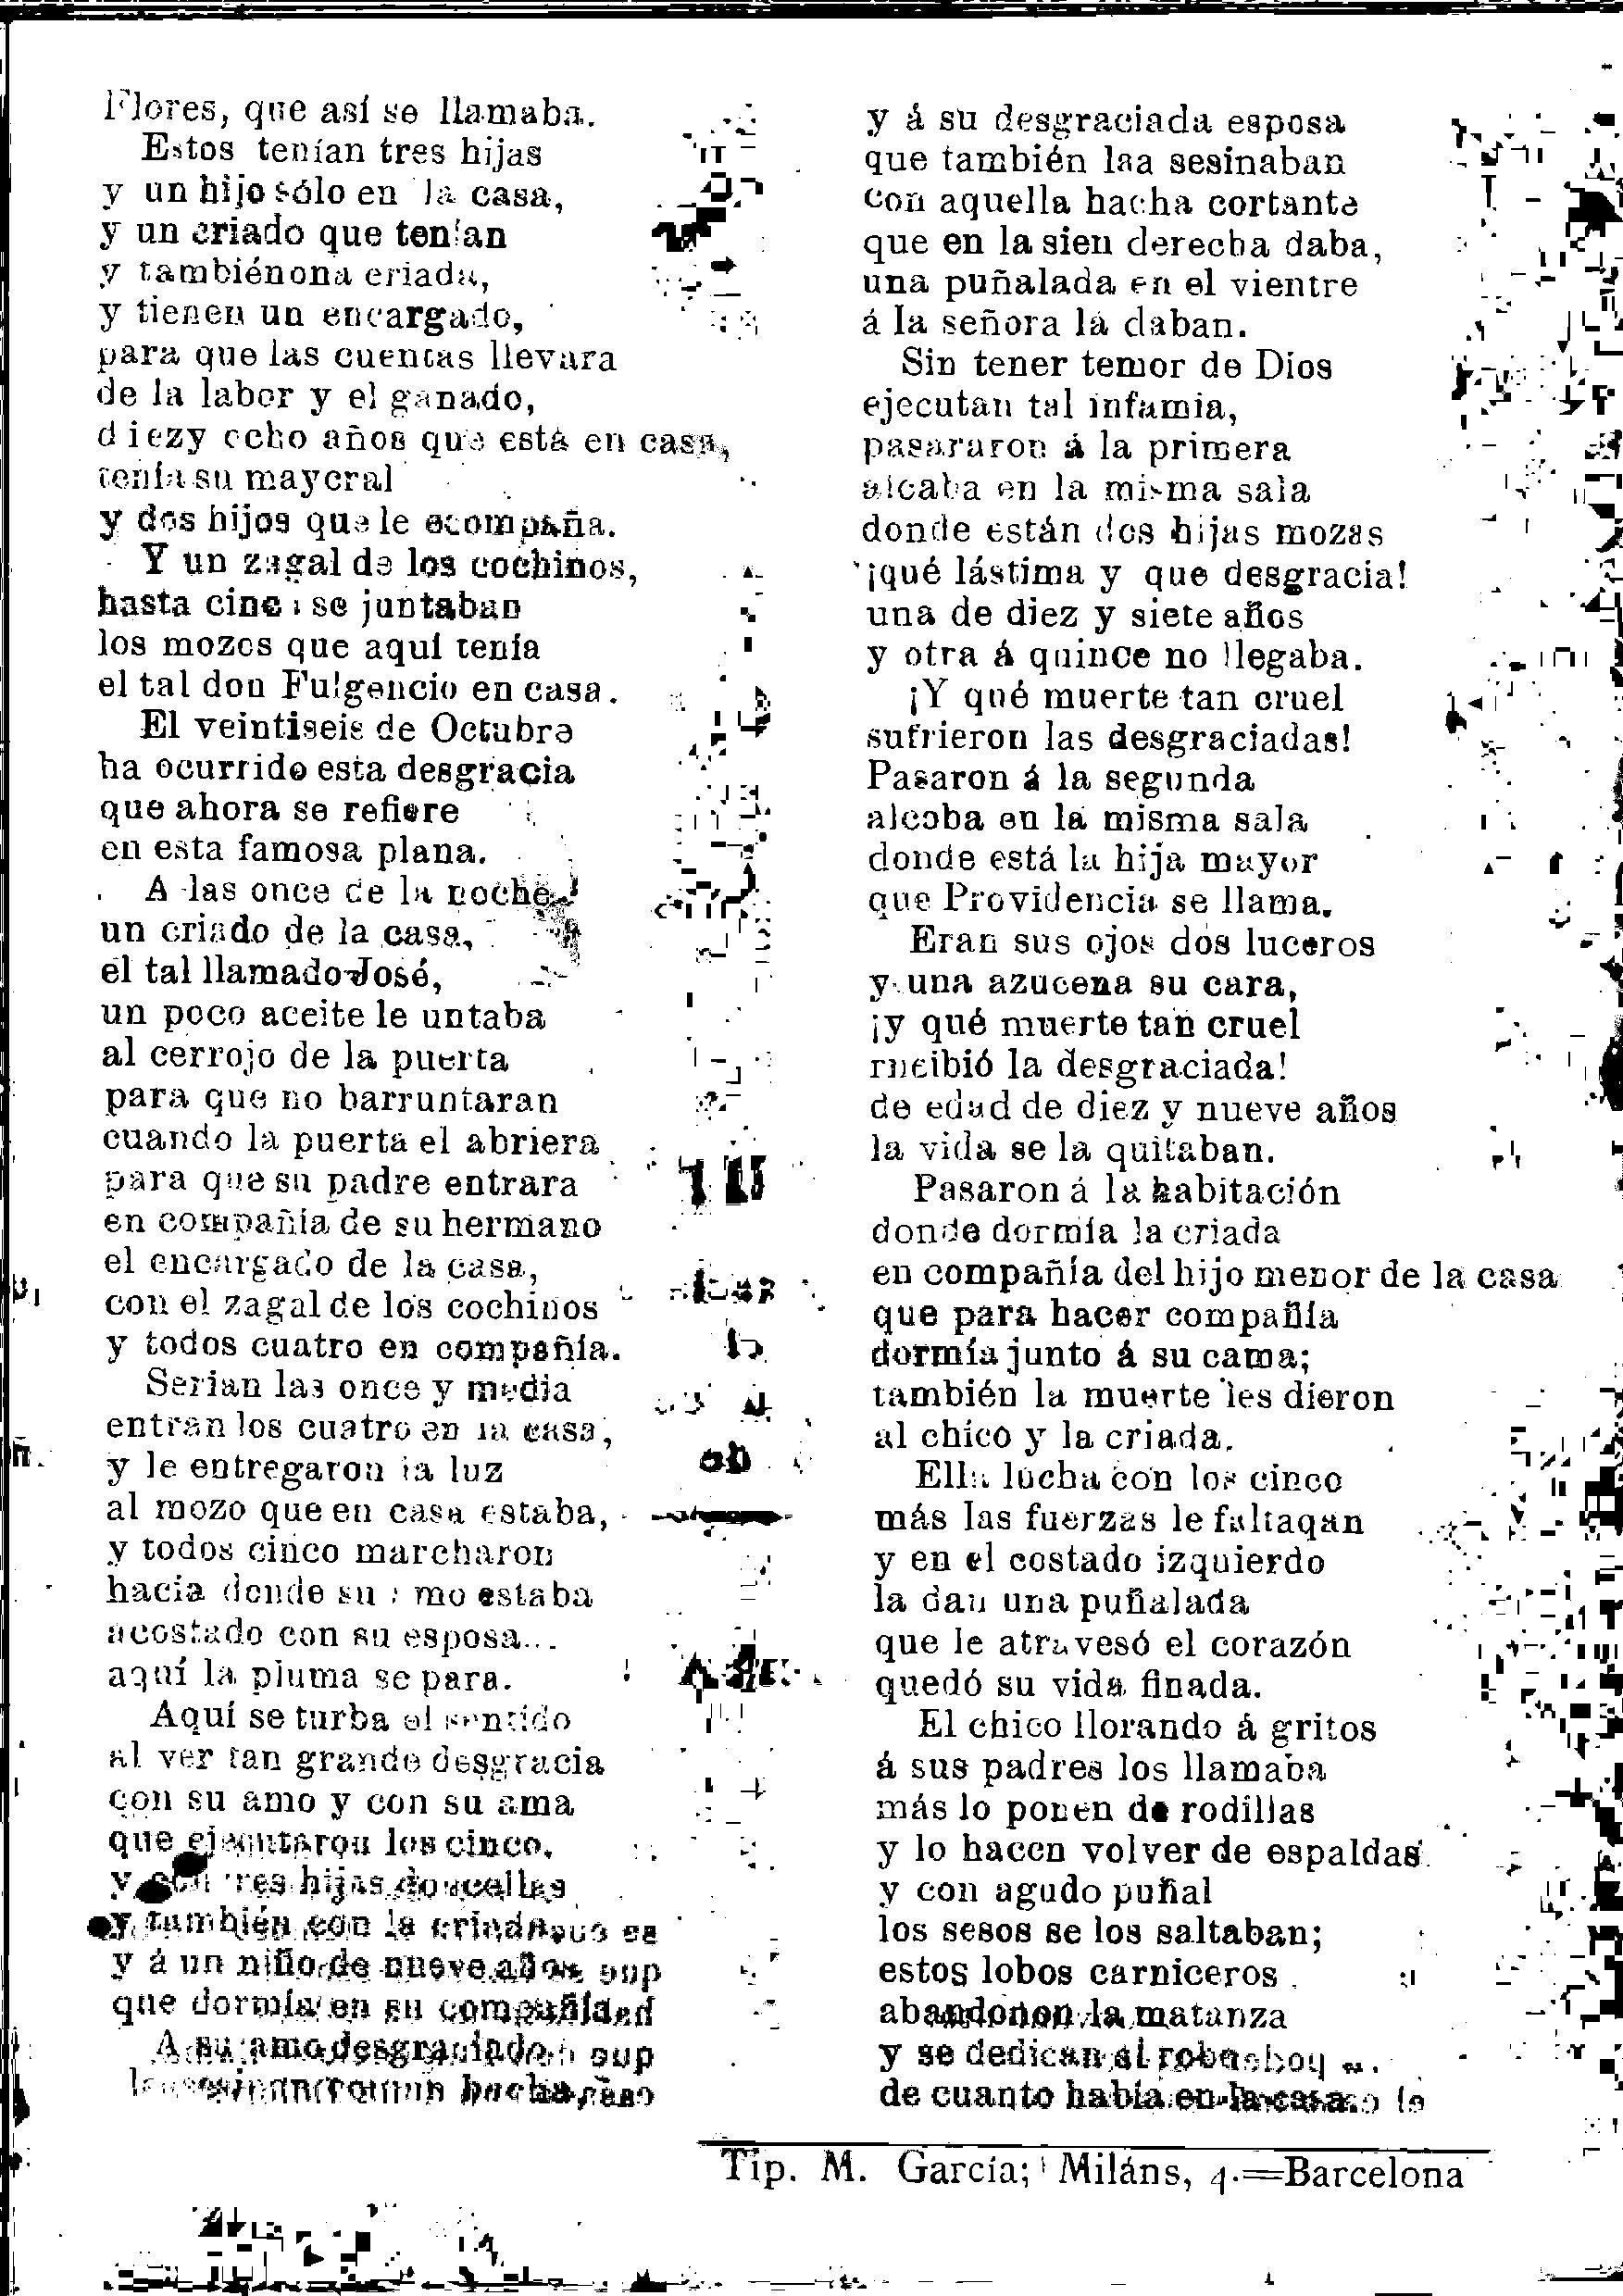 Flores, que así se llamaba.
Estos tenían tres hijas
y un hijo sólo en la casa,
y un criado que tenían
y tambiénona criada,
y tienen un encargado,
para que las cuentas llevara
de la labor y el ganado,
diezy ocho años que está en casa,
tenía su mayoral
y dos hijos que le acompaña.
Y un zagal de los cochinos,
hasta cinco se juntaban
los mozos que aquí tenía
el tal don Fulgencio en casa.
El veintiseis de Octubre
ha ocurrido esta desgracia
que ahora se refiere
en esta famosa plana.
A las once de la noche
un criado de la casa,
el tal llamado José,
un poco aceite le untaba
al cerrojo de la puerta
para que no barruntaran
cuando la puerta el abriera
para que su padre entrara
en compañía de su hermano
el encargado de la casa,
con el zagal de los cochinos
y todos cuatro en compañía.
Serian las once y media
entran los cuatro en la casa,
y le entregaron la luz
al mozo que en casa estaba,
y todos cinco marcharon
hacia donde su amo estaba
acostado con su esposa...
aquí la pluma se para.
Aquí se turba el sentido
al ver tan grande desgracia
con su amo y con su ama
que ejecutaron los cinco.
y con tres hijas doncellas
y también con la criada
y á un niño de nueve años
que dormía en su compañía
A su amo desgraciado
hacha
y á su desgraciada esposa
que también laa sesinaban
con aquella hacha cortante
que en la sien derecha daba,
una puñalada en el vientre
á la señora la daban.
Sin tener temor de Dios
ejecutan tal infamia,
pasararon á la primera
alcaba en la misma sala
donde están dos hijas mozas
¡qué lástima y que desgracia!
una de diez y siete años
y otra á quince no llegaba.
¡Y qué muerte tan cruel
sufrieron las desgraciadas!
Pasaron á la segunda
alcoba en la misma sala
donde está la hija mayor
que Providencia se llama.
Eran sus ojos dos luceros
y una azucena su cara,
¡y qué muerte tan cruel
rneibió la desgraciada!
de edad de diez y nueve años
la vida se la quitaban.
Pasaron á la habitación
donde dormía la criada
en compañía del hijo menor de la casa
que para hacer compañía
dormía junto á su cama;
también la muerte les dieron
al chico y la criada.
Ella lucha con los cinco
más las fuerzas le faltaqan
y en el costado izquierdo
la dan una puñalada
que le atravesó el corazón
quedó su vida finada.
El chico llorando á gritos
á sus padres los llamaba
más lo ponen de rodillas
y lo hacen volver de espaldas
y con agudo puñal
los sesos se los saltaban;
estos lobos carniceros
abandonon la matanza
y se dedican al robo
de cuanto había en la casa.
Tip. M. García; Miláns, 4.=Barcelona